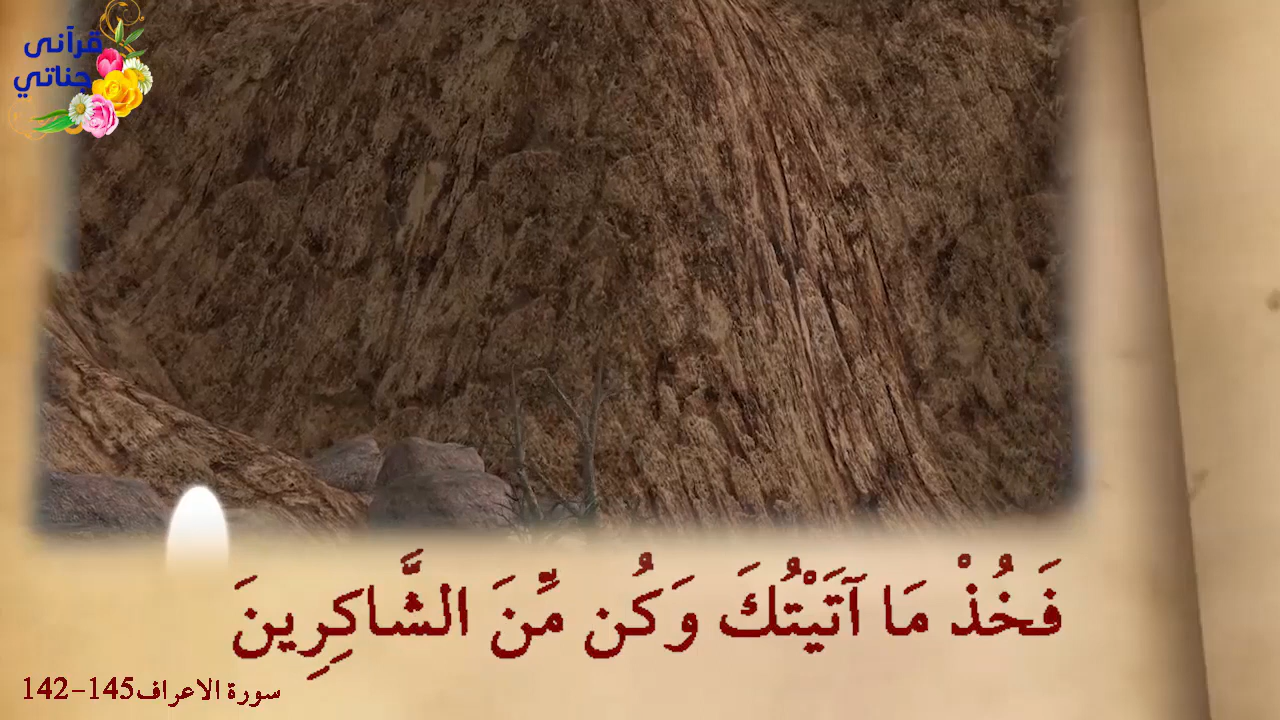 قرآنى
جناتي
فَخُذْ مَا آتَيْتُكَ وَكُن مِّنَ الشَّاكِرِينَ
سورة الاعراف145-142